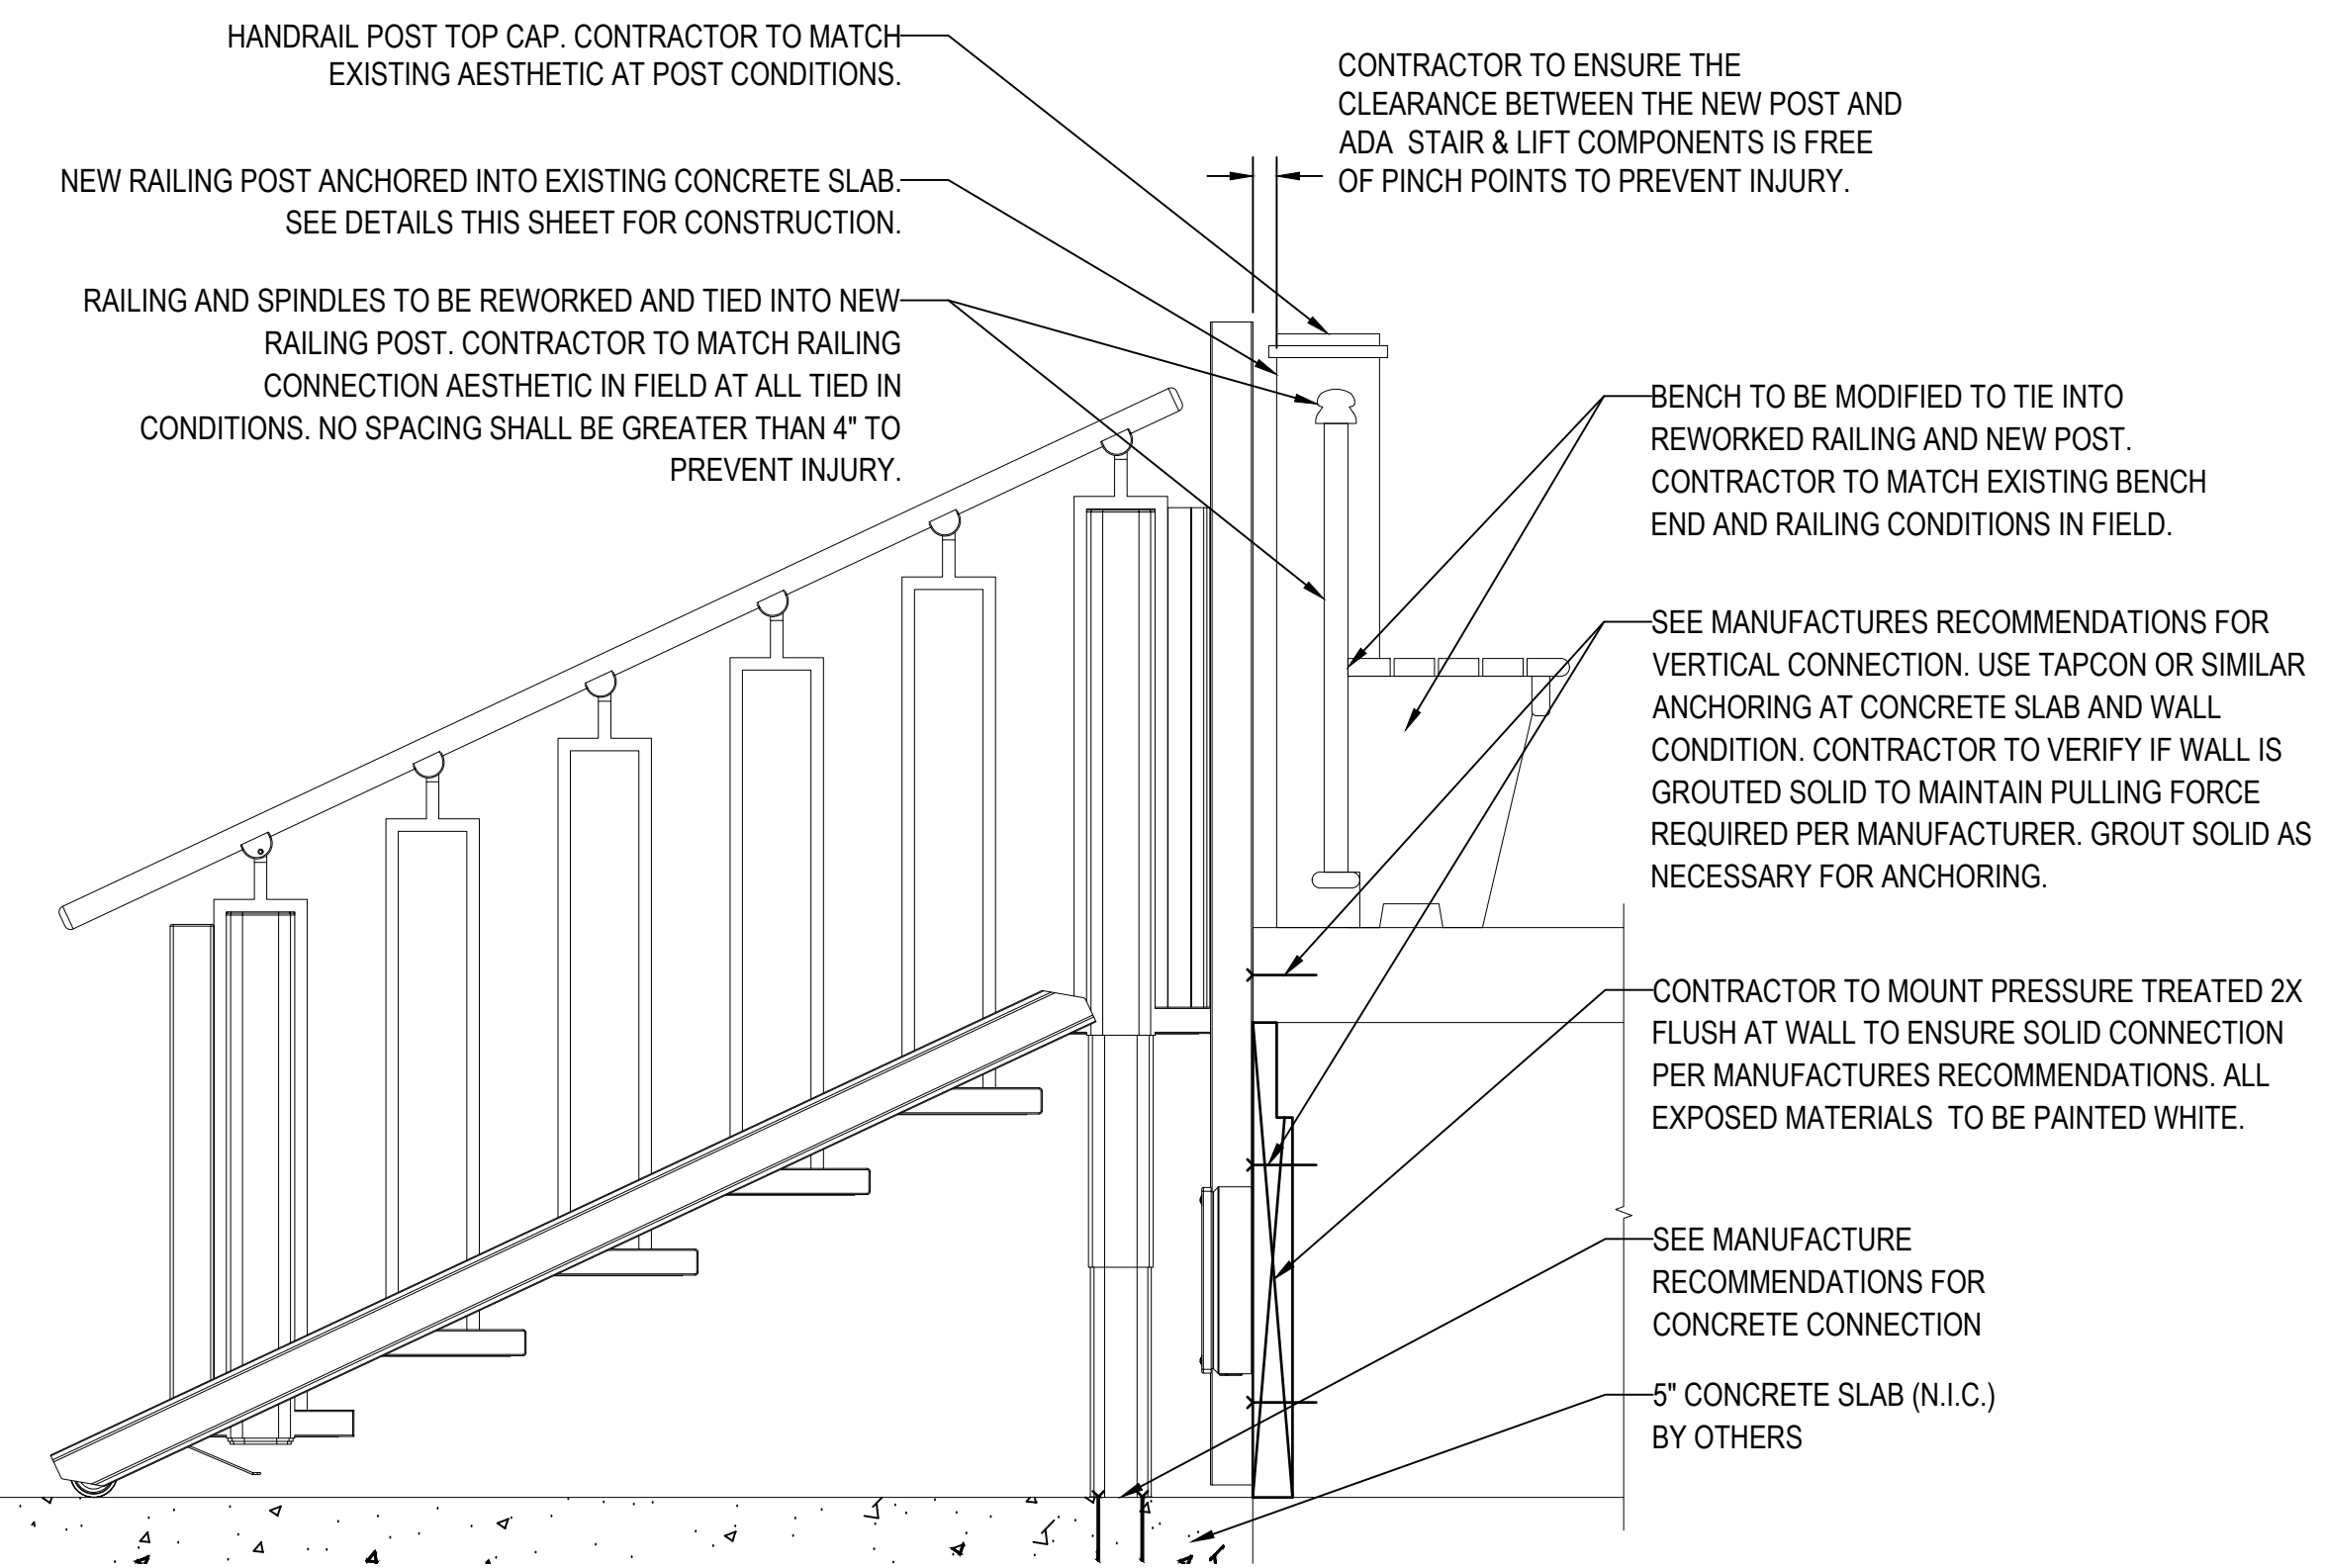 HANDRAIL POST TOP CAP. CONTRACTOR TO MATCH
EXISTING AESTHETIC AT POST CONDITIONS.
CONTRACTOR TO ENSURE THE
CLEARANCE BETWEEN THE NEW POST AND
ADA STAIR & LIFT COMPONENTS IS FREE
OF PINCH POINTS TO PREVENT INJURY.
NEW RAILING POST ANCHORED INTO EXISTING CONCRETE SLAB.
SEE DETAILS THIS SHEET FOR CONSTRUCTION.
RAILING AND SPINDLES TO BE REWORKED AND TIED INTO NEW
RAILING POST. CONTRACTOR TO MATCH RAILING
CONNECTION AESTHETIC IN FIELD AT ALL TIED IN
CONDITIONS. NO SPACING SHALL BE GREATER THAN 4" TO
PREVENT INJURY.
BENCH TO BE MODIFIED TO TIE INTO
REWORKED RAILING AND NEW POST.
CONTRACTOR TO MATCH EXISTING BENCH
END AND RAILING CONDITIONS IN FIELD.
SEE MANUFACTURES RECOMMENDATIONS FOR
VERTICAL CONNECTION. USE TAPCON OR SIMILAR
ANCHORING AT CONCRETE SLAB AND WALL
CONDITION. CONTRACTOR TO VERIFY IF WALL IS
GROUTED SOLID TO MAINTAIN PULLING FORCE
REQUIRED PER MANUFACTURER. GROUT SOLID AS
NECESSARY FOR ANCHORING.
CONTRACTOR TO MOUNT PRESSURE TREATED 2X
FLUSH AT WALL TO ENSURE SOLID CONNECTION
PER MANUFACTURES RECOMMENDATIONS. ALL
EXPOSED MATERIALS TO BE PAINTED WHITE.
SEE MANUFACTURE
RECOMMENDATIONS FOR
CONCRETE CONNECTION
5" CONCRETE SLAB (N.I.C.)
BY OTHERS